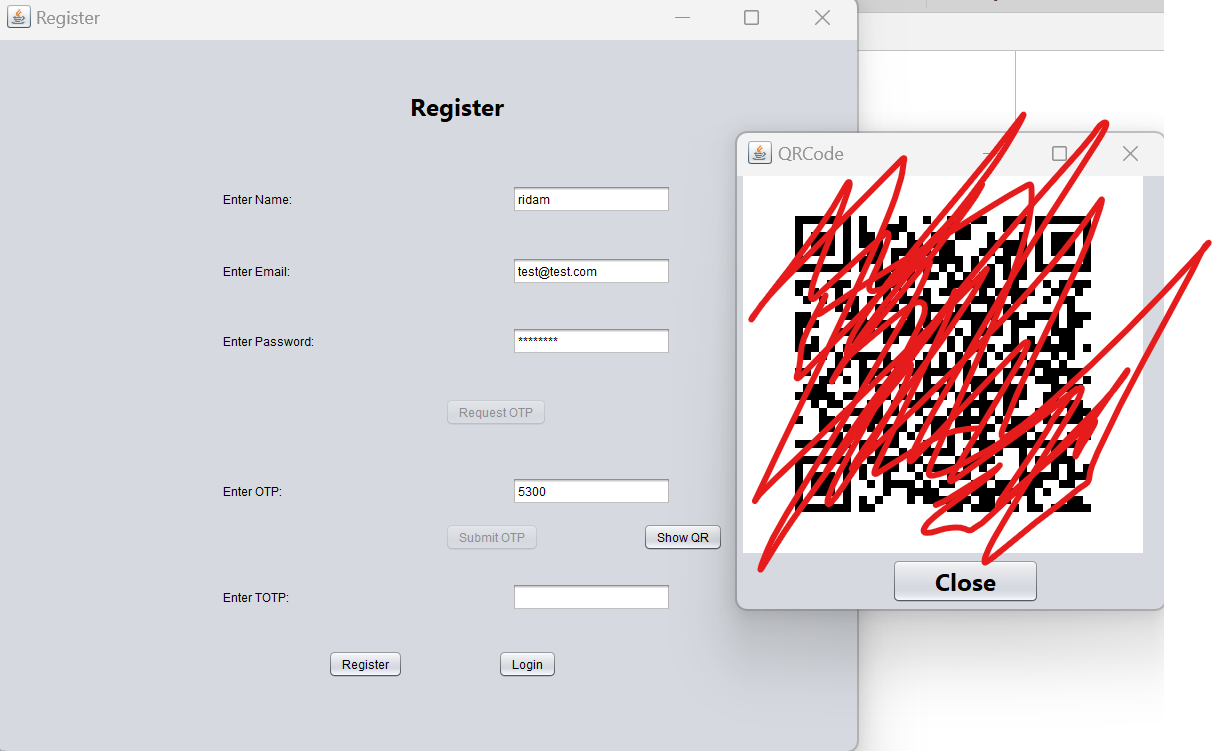 Register
Register
Enter Name:
ridam
Enter Email:
test@test.com
Enter Password:
********
Request OTP
Enter OTP:
5300
Submit OTP
Show QR
Enter TOTP:
Register
Login
QRCode
Close